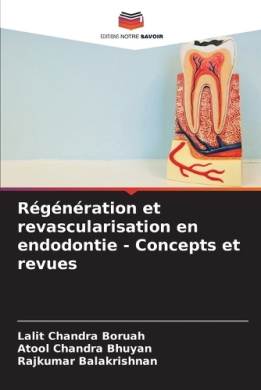 EDITIONS NOTRE SAVOIR
Régénération et
revascularisation en
endodontie - Concepts et
revues
Lalit Chandra Boruah
Atool Chandra Bhuyan
Rajkumar Balakrishnan